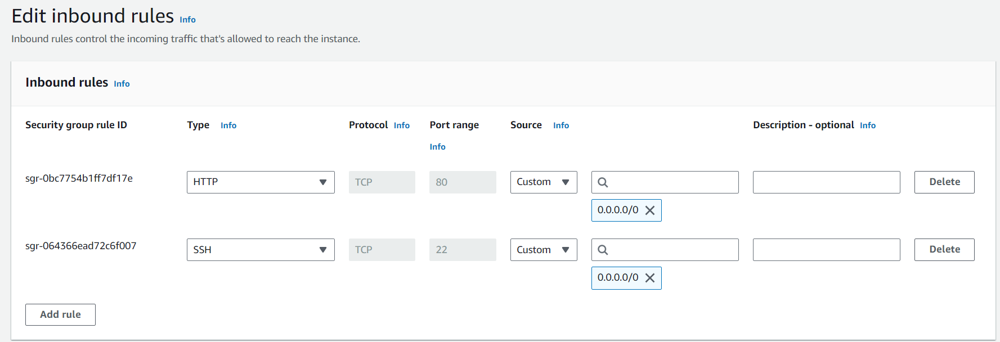 Edit inbound rules Info
Inbound rules control the incoming traffic that's allowed to reach the instance.
Inbound rules Info
Security group rule ID Type Info Protocol Info Port range Info Source Info Description - optional Info
sgr-0bc7754b1ff7df17e HTTP TCP 80 Custom Delete
0.0.0.0/0
sgr-064366ead72c6f007 SSH TCP 22 Custom Delete
0.0.0.0/0
Add rule